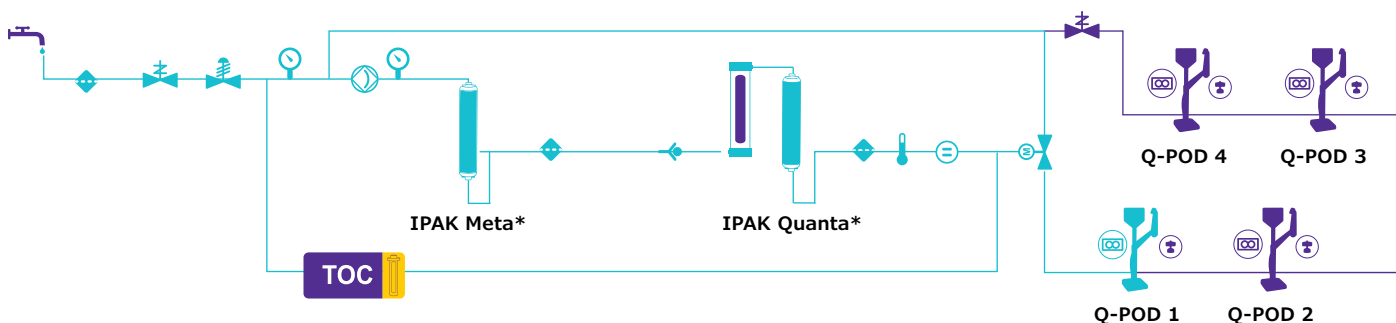 Q-POD 4
Q-POD 3
IPAK Meta*
IPAK Quanta*
TOC
M
Q-POD 1
Q-POD 2